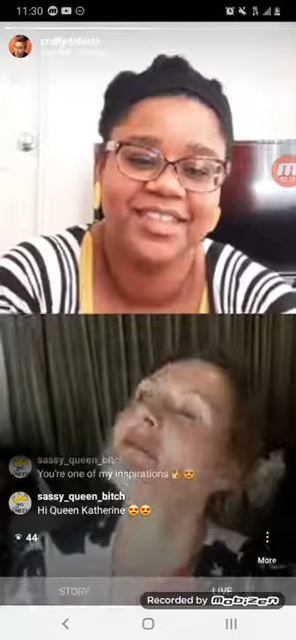 11:30
sassy_queen_bitch
You're one of my inspirations
sassy_queen_bitch
Hi Queen Katherine 😍😍
44
More
STORY
LIVE
Recorded by mobizen